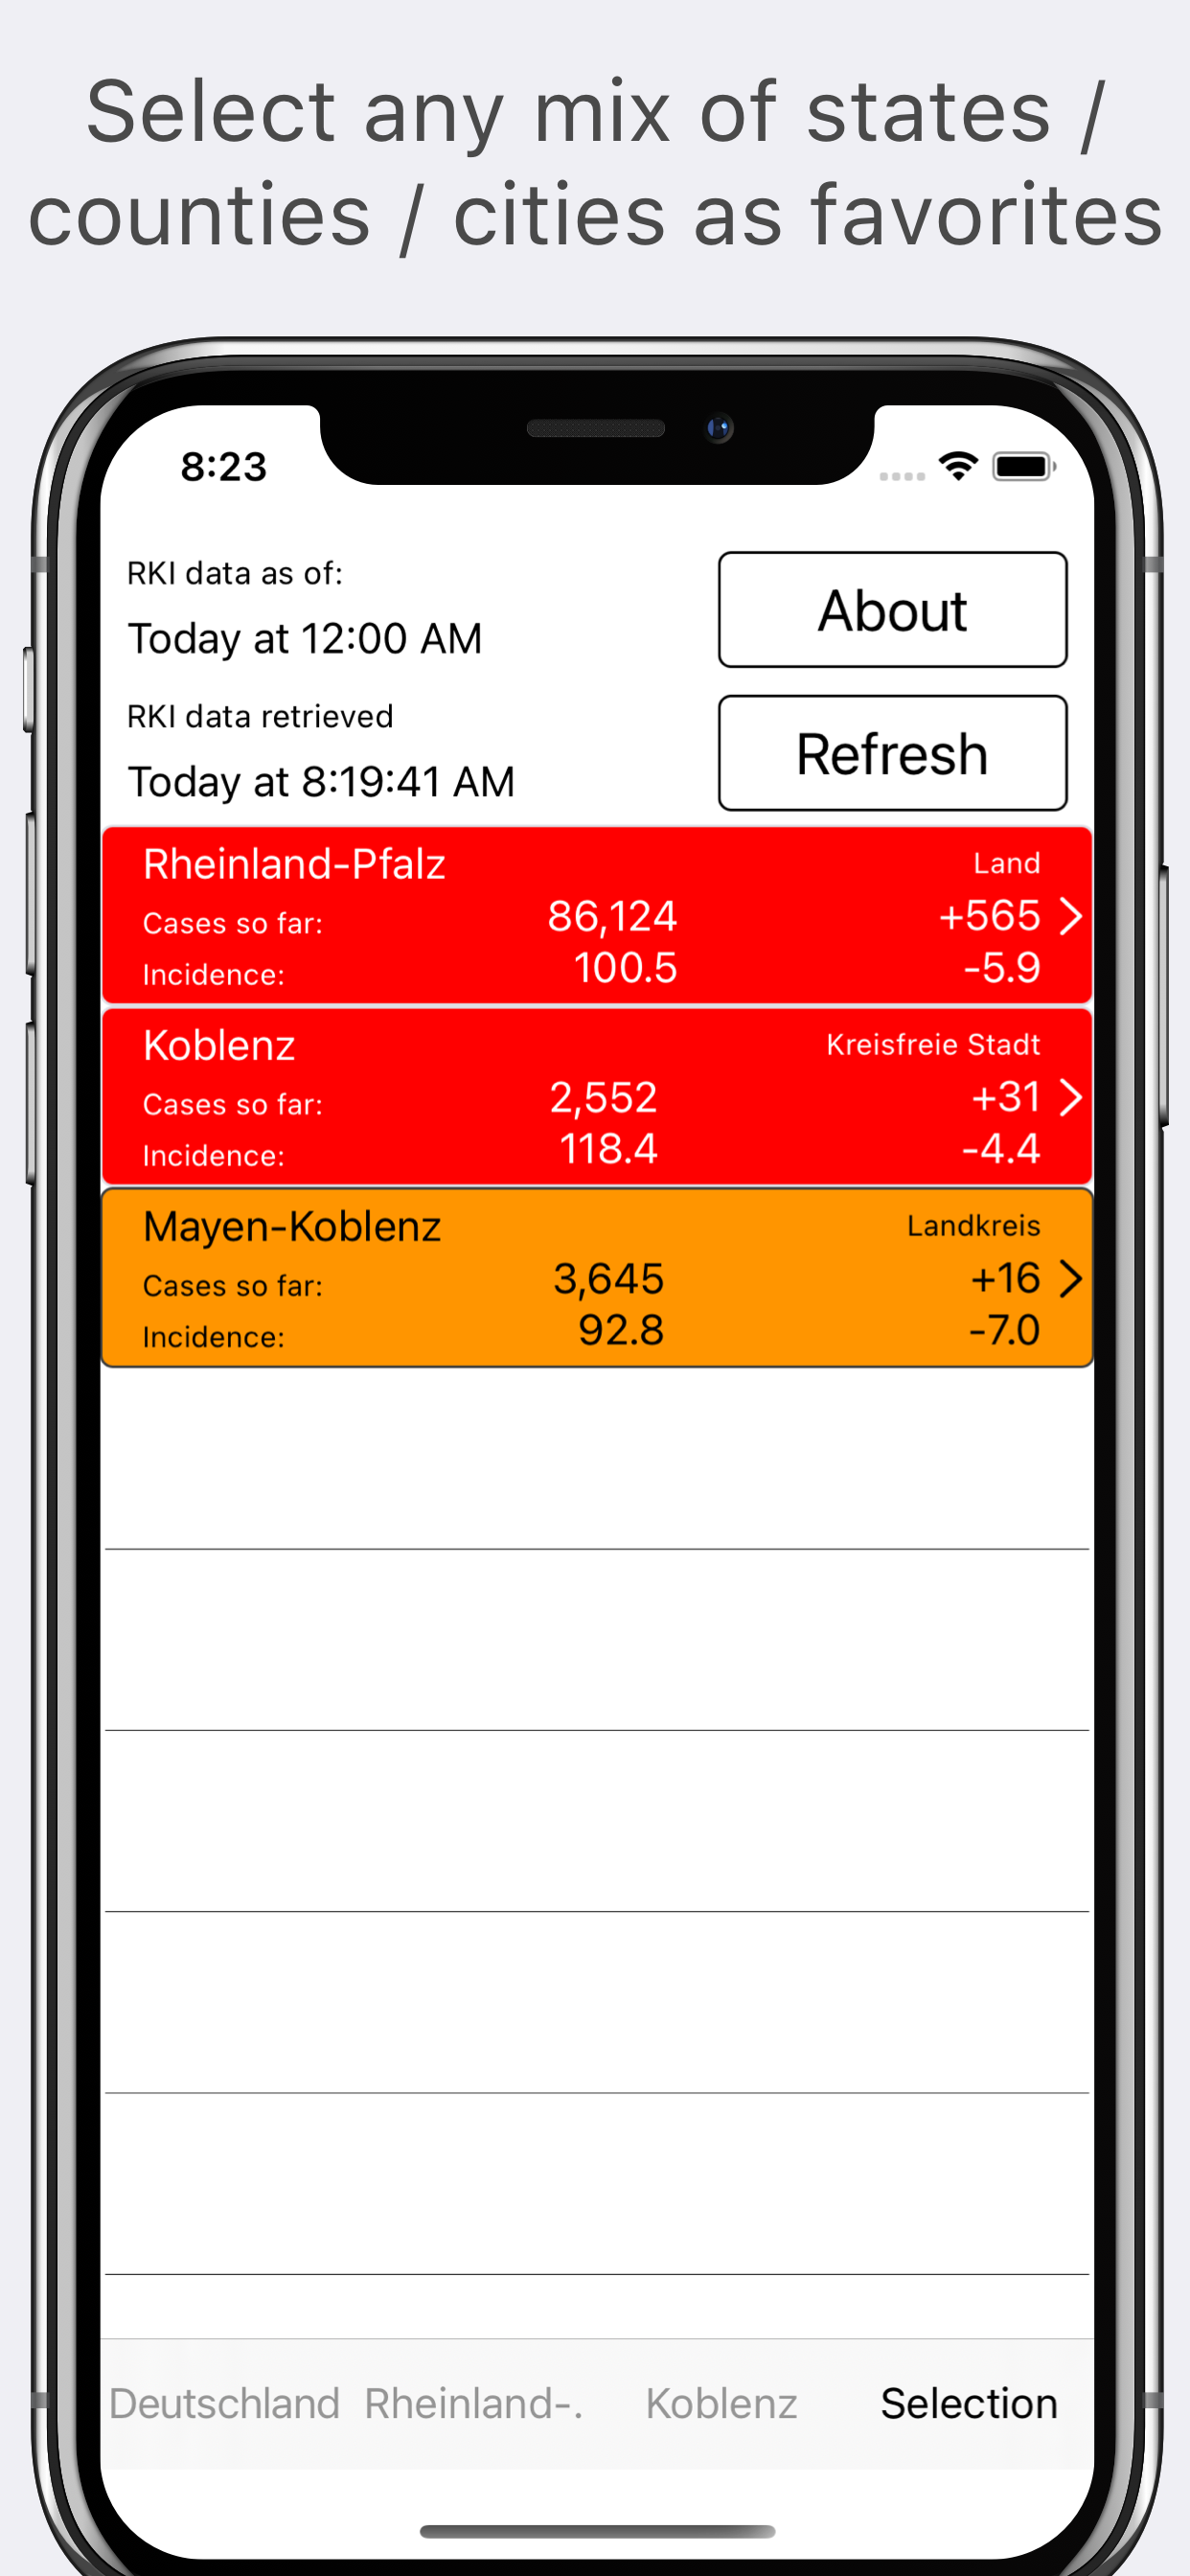 Select any mix of states /
counties / cities as favorites
8:23
RKI data as of:
Today at 12:00 AM
About
RKI data retrieved
Today at 8:19:41 AM
Refresh
Rheinland-Pfalz Land
Cases so far: 86,124 +565
Incidence: 100.5 -5.9
Koblenz Kreisfreie Stadt
Cases so far: 2,552 +31
Incidence: 118.4 -4.4
Mayen-Koblenz Landkreis
Cases so far: 3,645 +16
Incidence: 92.8 -7.0
Deutschland Rheinland-. Koblenz Selection